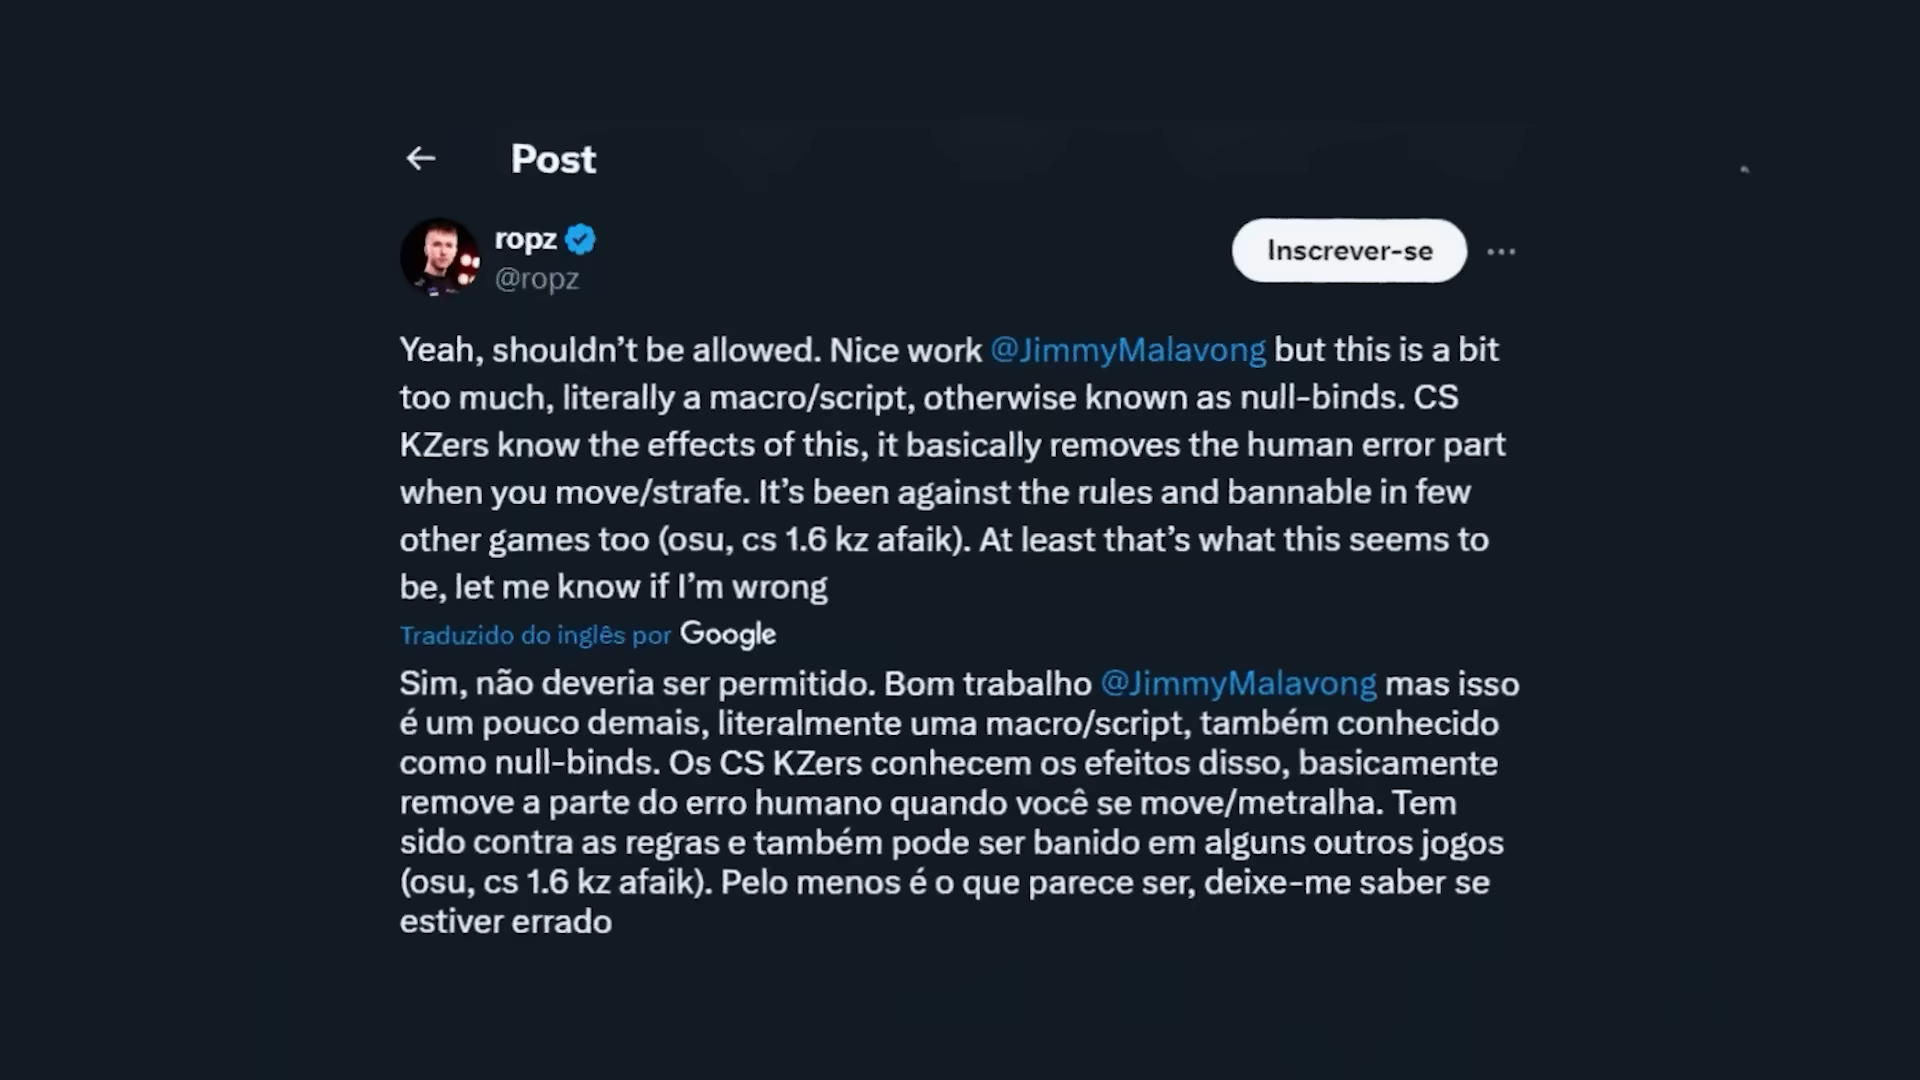 Post
ropz
@ropz
Inscrever-se
Yeah, shouldn’t be allowed. Nice work @JimmyMalavong but this is a bit
too much, literally a macro/script, otherwise known as null-binds. CS
KZers know the effects of this, it basically removes the human error part
when you move/strafe. It’s been against the rules and bannable in few
other games too (osu, cs 1.6 kz afaik). At least that’s what this seems to
be, let me know if I’m wrong
Traduzido do inglês por Google
Sim, não deveria ser permitido. Bom trabalho @JimmyMalavong mas isso
é um pouco demais, literalmente uma macro/script, também conhecido
como null-binds. Os CS KZers conhecem os efeitos disso, basicamente
remove a parte do erro humano quando você se move/metralha. Tem
sido contra as regras e também pode ser banido em alguns outros jogos
(osu, cs 1.6 kz afaik). Pelo menos é o que parece ser, deixe-me saber se
estiver errado